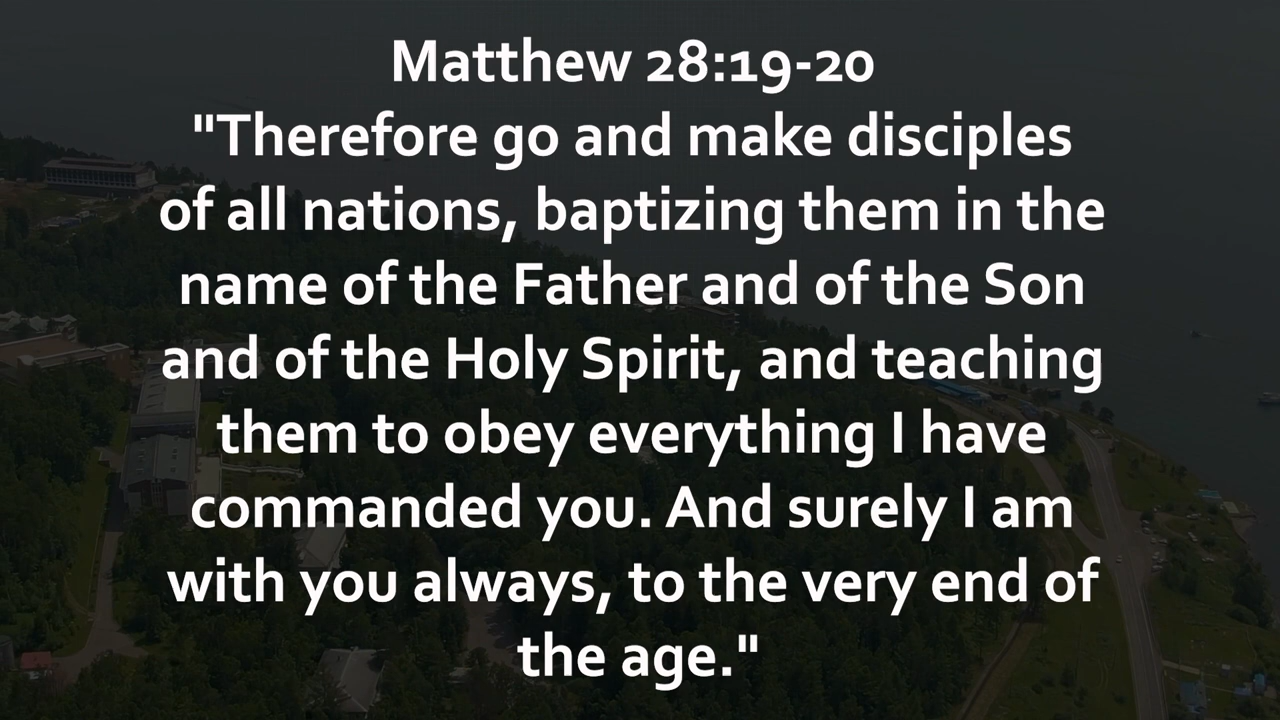 Matthew 28:19-20
"Therefore go and make disciples
of all nations, baptizing them in the
name of the Father and of the Son
and of the Holy Spirit, and teaching
them to obey everything I have
commanded you. And surely I am
with you always, to the very end of
the age."